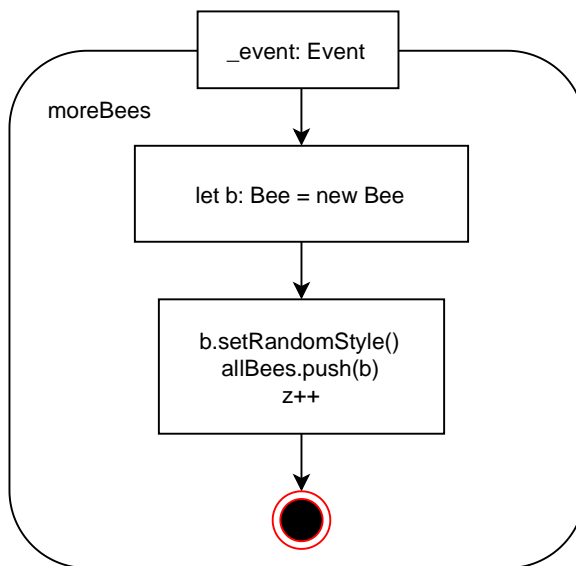 _event: Event
moreBees
let b: Bee = new Bee
b.setRandomStyle()
allBees.push(b)
z++